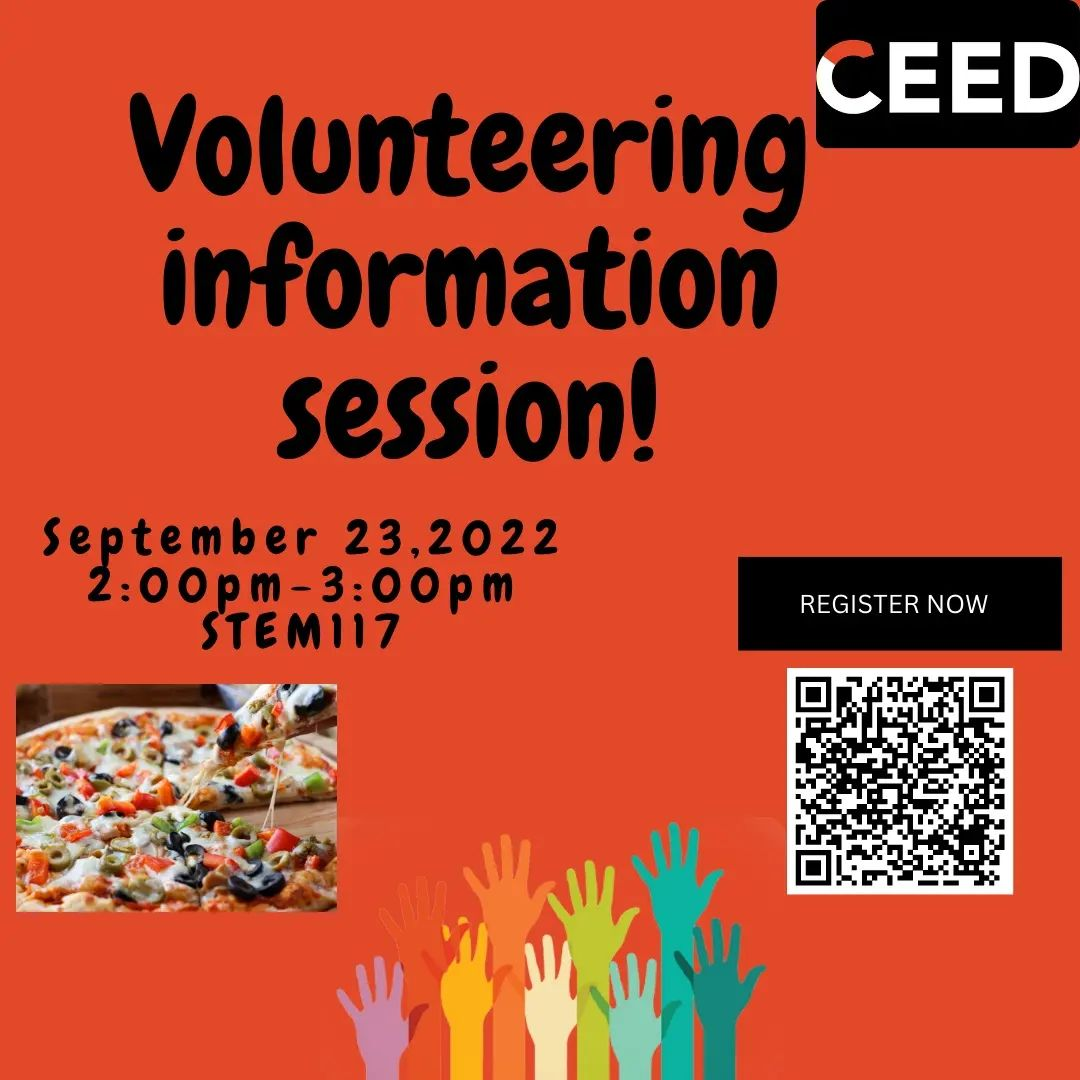 CEED
Volunteering
information
session!
September 23,2022
2:00pm-3:00pm
STEM117
REGISTER NOW